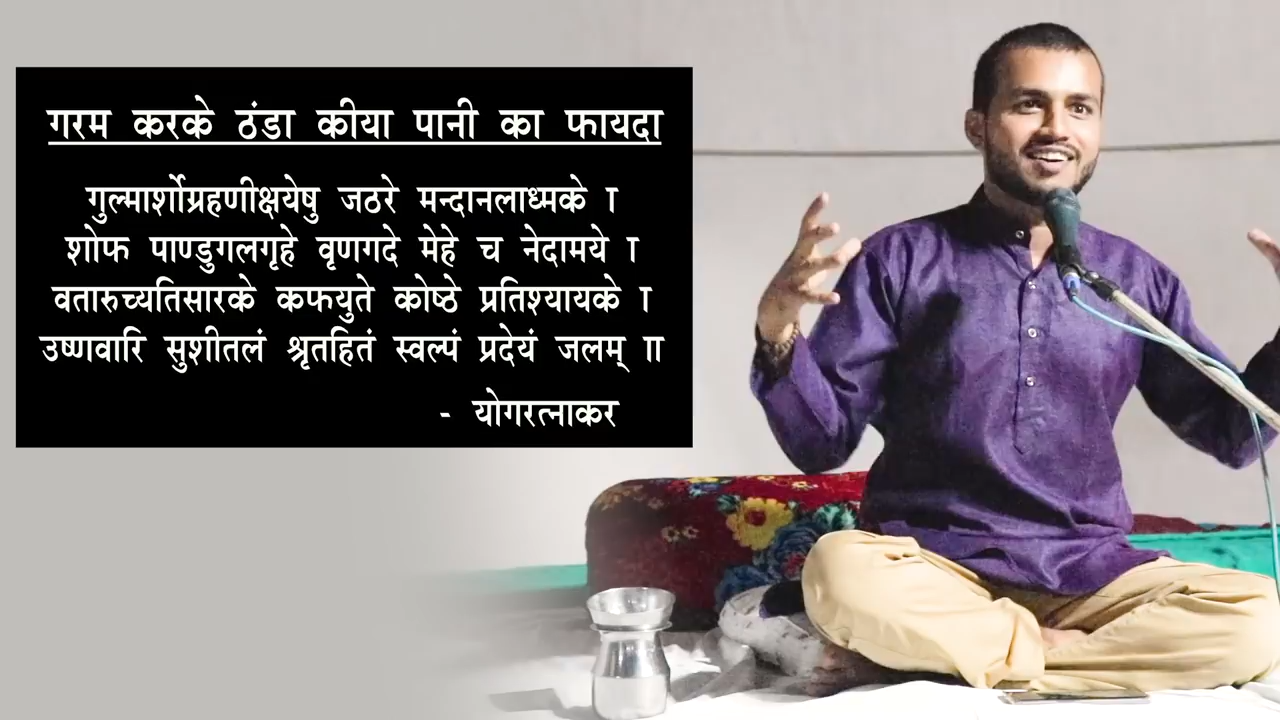 गरम करके ठंडा कीया पानी का फायदा
गुल्मार्शोग्रहणीक्षयेषु जठरे मन्दानलाध्मके ।
शोफ पाण्डुगलगृहे वृणगदे मेहे च नेदामये ।
वतारुच्यतिसारके कफयुते कोष्ठे प्रतिश्यायके ।
उष्णवारि सुशीतलं श्रृतहितं स्वल्पं प्रदेयं जलम् ॥
- योगरत्नाकर